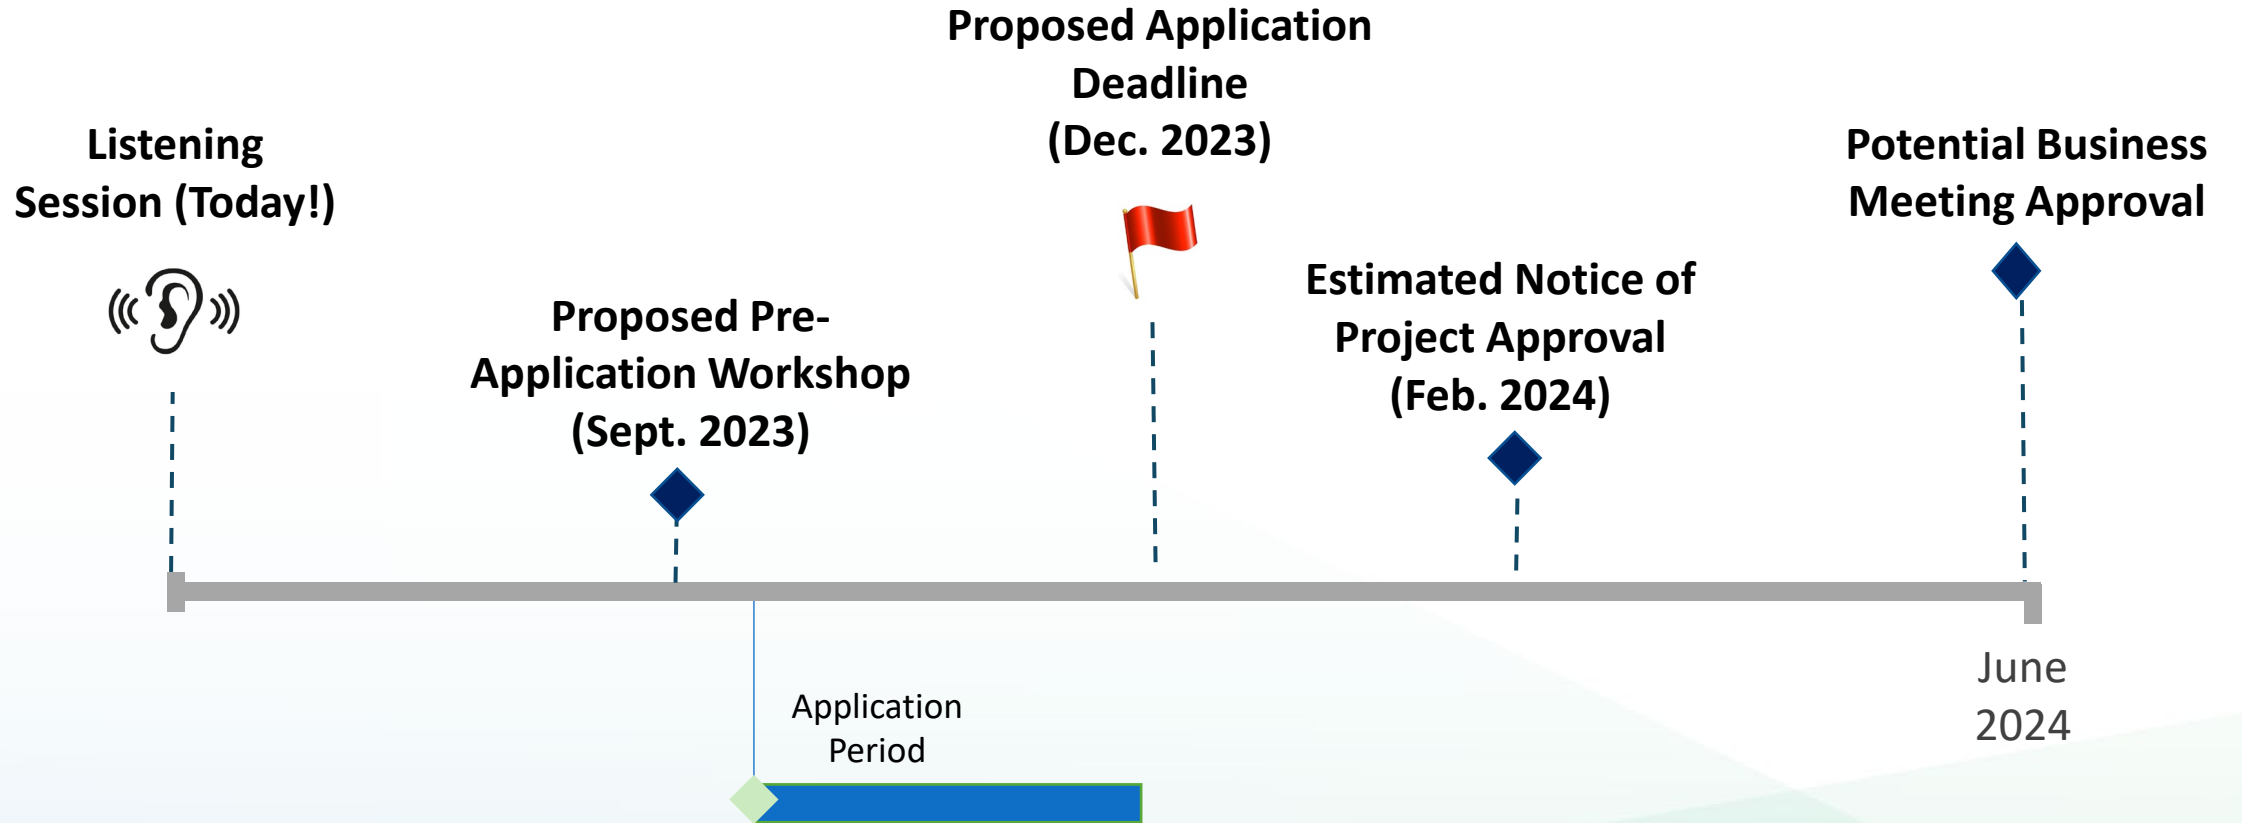 Listening
Session (Today!)
Proposed Pre-
Application Workshop
(Sept. 2023)
Proposed Application
Deadline
(Dec. 2023)
Estimated Notice of
Project Approval
(Feb. 2024)
Potential Business
Meeting Approval
Application
Period
June
2024